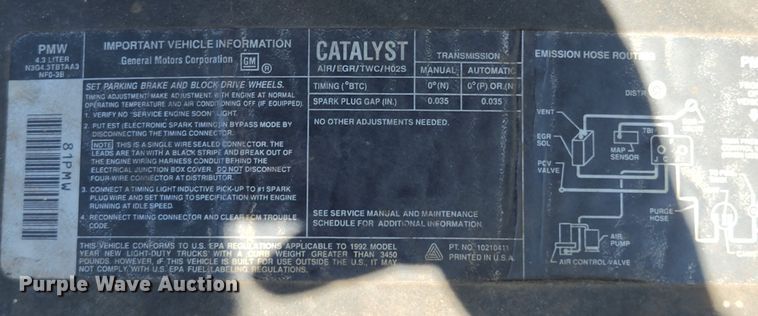 PMW
4.3 LITER
N3G4.3TBTAA3
NF0-3B
IMPORTANT VEHICLE INFORMATION
General Motors Corporation GM ®
81PMW
SET PARKING BRAKE AND BLOCK DRIVE WHEELS.
TIMING ADJUSTMENT: MAKE ADJUSTMENT WITH ENGINE AT NORMAL
OPERATING TEMPERATURE AND AIR CONDITIONING OFF (IF EQUIPPED).
1. VERIFY NO "SERVICE ENGINE SOON" LIGHT.
2. PUT EST (ELECTRONIC SPARK TIMING) IN BYPASS MODE BY
DISCONNECTING THE TIMING CONNECTOR.
NOTE THIS IS A SINGLE WIRE SEALED CONNECTOR. THE
LEADS ARE TAN WITH A BLACK STRIPE AND BREAK OUT OF
THE ENGINE WIRING HARNESS CONDUIT BEHIND THE
ELECTRICAL JUNCTION BOX COVER. DO NOT DISCONNECT
FOUR-WIRE CONNECTOR AT DISTRIBUTOR.
3. CONNECT A TIMING LIGHT INDUCTIVE PICK-UP TO #1 SPARK
PLUG WIRE AND SET TIMING TO SPECIFICATION WITH ENGINE
RUNNING AT IDLE SPEED.
4. RECONNECT TIMING CONNECTOR AND CLEAR ECM TROUBLE
CODE.
THIS VEHICLE CONFORMS TO U.S. EPA REGULATIONS APPLICABLE TO 1992 MODEL
YEAR NEW LIGHT-DUTY TRUCKS WITH A CURB WEIGHT GREATER THAN 3450
POUNDS. HOWEVER, IF THIS VEHICLE IS BUILT FOR USE OUTSIDE THE U.S., IT MAY
NOT COMPLY WITH U.S. EPA FUEL/LABELING REGULATIONS.
CATALYST
AIR/EGR/TWC/HO2S
TRANSMISSION
MANUAL AUTOMATIC
TIMING (°BTC) 0°(N) 0°(P) OR (N)
SPARK PLUG GAP (IN.) 0.035 0.035
NO OTHER ADJUSTMENTS NEEDED.
SEE SERVICE MANUAL AND MAINTENANCE
SCHEDULE FOR ADDITIONAL INFORMATION.
PT. NO. 10210411
PRINTED IN U.S.A.
EMISSION HOSE ROUTING
DISTR
VENT
TBI
EGR
SOL
MAP
SENSOR
J C
PCV
VALVE
PURGE
HOSE
AIR
PUMP
AIR CONTROL VALVE
Purple Wave Auction